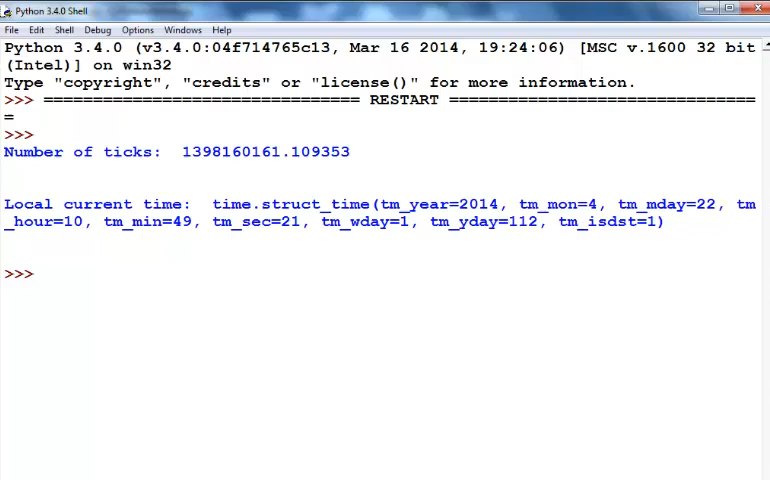 Python 3.4.0 Shell
File Edit Shell Debug Options Windows Help
Python 3.4.0 (v3.4.0:04f714765c13, Mar 16 2014, 19:24:06) [MSC v.1600 32 bit
(Intel)] on win32
Type "copyright", "credits" or "license()" for more information.
>>> ================================ RESTART ===============================
=
>>>
Number of ticks:  1398160161.109353
Local current time:  time.struct_time(tm_year=2014, tm_mon=4, tm_mday=22, tm
_hour=10, tm_min=49, tm_sec=21, tm_wday=1, tm_yday=112, tm_isdst=1)
>>>